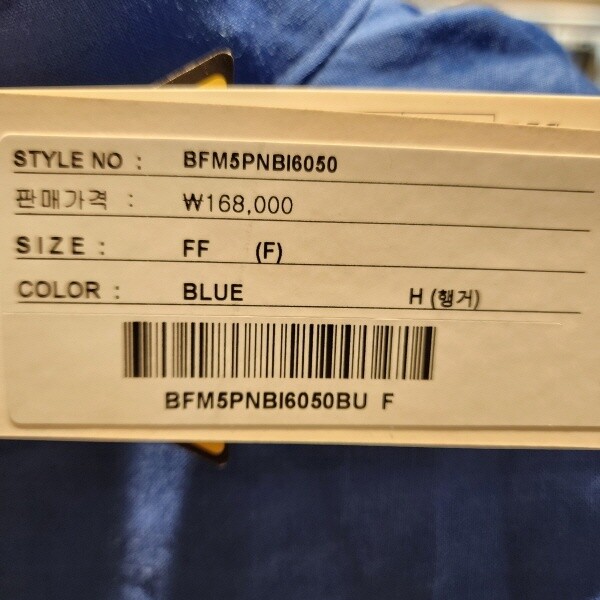 STYLE NO : BFM5PNBI6050
판매가격 : ₩168,000
SIZE : FF (F)
COLOR : BLUE H (행거)
BFM5PNBI6050BU F